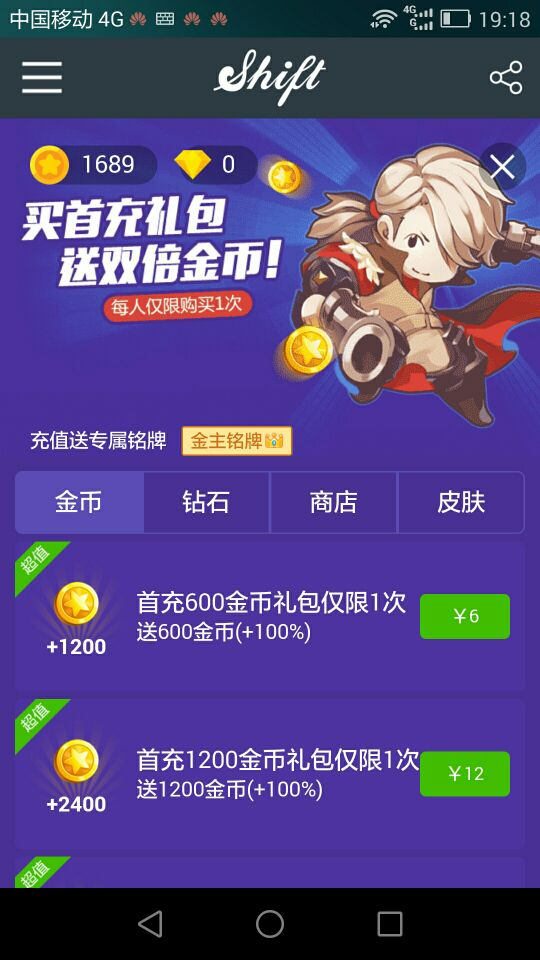 中国移动 4G
4G
G
19:18
Shift
1689
0
买首充礼包
送双倍金币!
每人仅限购买1次
充值送专属铭牌
金主铭牌
金币
钻石
商店
皮肤
超值
首充600金币礼包仅限1次
送600金币(+100%)
+1200
￥6
超值
首充1200金币礼包仅限1次
送1200金币(+100%)
+2400
￥12
超值